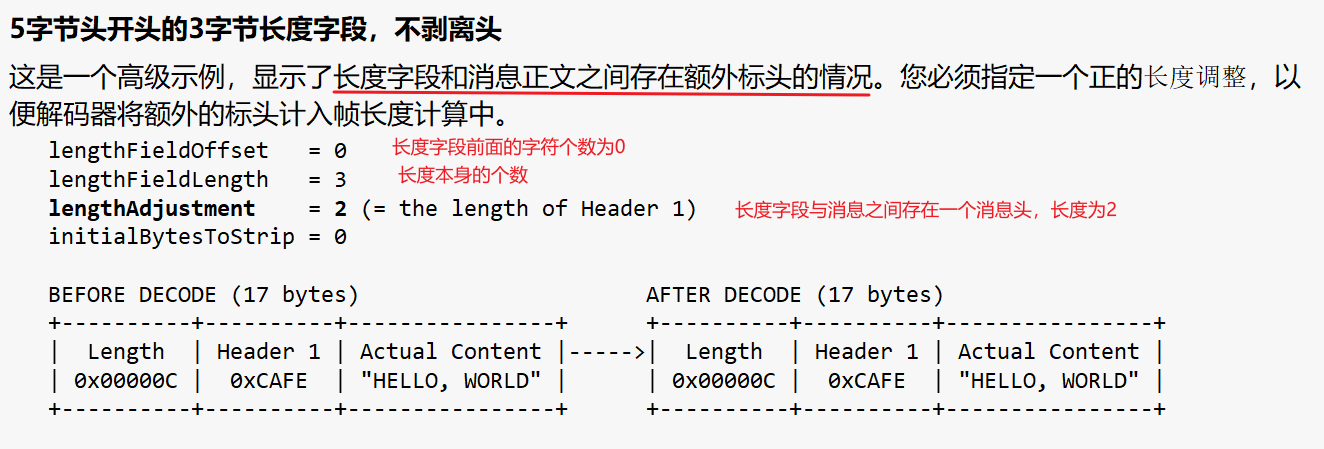 5字节头开头的3字节长度字段，不剥离头
这是一个高级示例，显示了长度字段和消息正文之间存在额外标头的情况。您必须指定一个正的长度调整，以
便解码器将额外的标头计入帧长度计算中。
lengthFieldOffset   = 0 长度字段前面的字符个数为0
lengthFieldLength   = 3 长度本身的个数
lengthAdjustment    = 2 (= the length of Header 1) 长度字段与消息之间存在一个消息头，长度为2
initialBytesToStrip = 0
BEFORE DECODE (17 bytes)                        AFTER DECODE (17 bytes)
+----------+----------+----------------+      +----------+----------+----------------+
|  Length  | Header 1 | Actual Content |----->|  Length  | Header 1 | Actual Content |
| 0x00000C |  0xCAFE  | "HELLO, WORLD" |      | 0x00000C |  0xCAFE  | "HELLO, WORLD" |
+----------+----------+----------------+      +----------+----------+----------------+